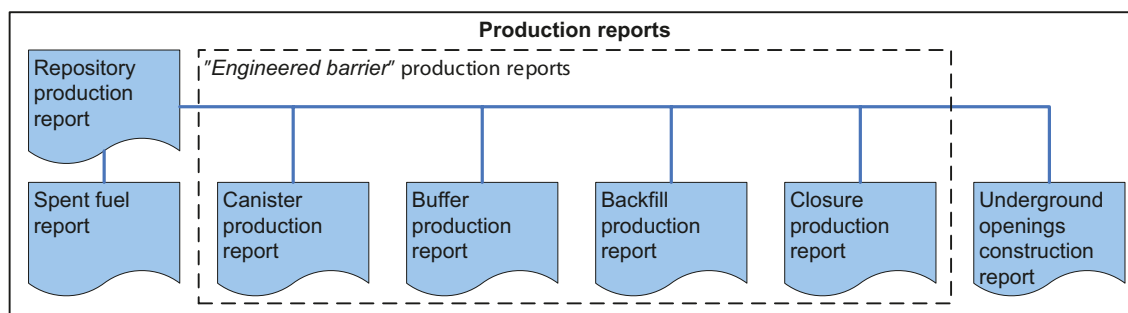 Production reports
Repository
production
report
"Engineered barrier" production reports
Spent fuel
report
Canister
production
report
Buffer
production
report
Backfill
production
report
Closure
production
report
Underground
openings
construction
report